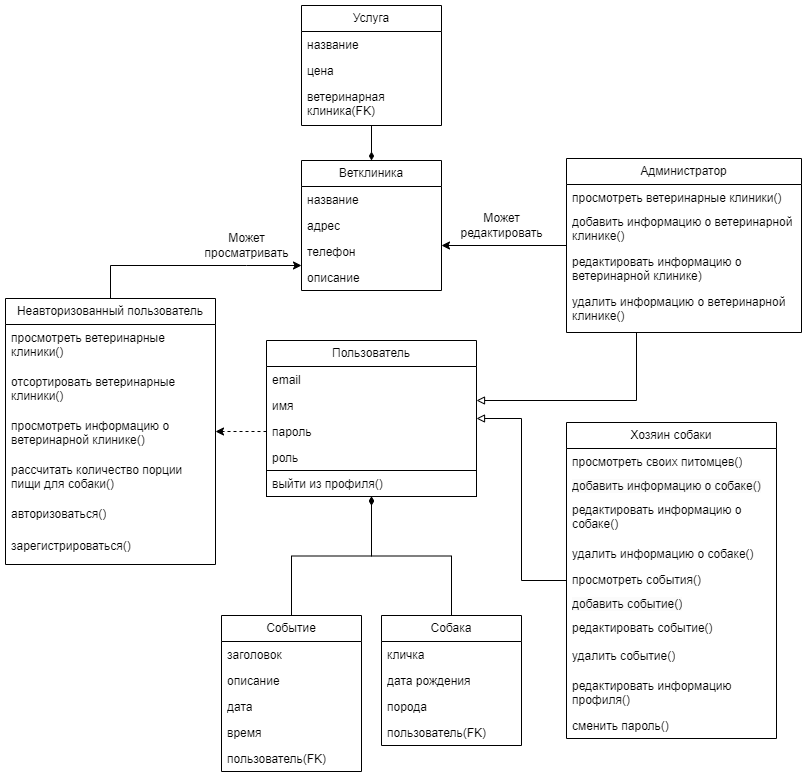 Услуга
название
цена
ветеринарная
клиника(FK)
Ветклиника
название
адрес
телефон
описание
Администратор
просмотреть ветеринарные клиники()
добавить информацию о ветеринарной
клинике()
редактировать информацию о
ветеринарной клинике)
удалить информацию о ветеринарной
клинике()
Может
редактировать
Может
просматривать
Неавторизованный пользователь
просмотреть ветеринарные
клиники()
отсортировать ветеринарные
клиники()
просмотреть информацию о
ветеринарной клинике()
рассчитать количество порции
пищи для собаки()
авторизоваться()
зарегистрироваться()
Пользователь
email
имя
пароль
роль
выйти из профиля()
Хозяин собаки
просмотреть своих питомцев()
добавить информацию о собаке()
редактировать информацию о
собаке()
удалить информацию о собаке()
просмотреть события()
добавить событие()
редактировать событие()
удалить событие()
редактировать информацию
профиля()
сменить пароль()
Событие
заголовок
описание
дата
время
пользователь(FK)
Собака
кличка
дата рождения
порода
пользователь(FK)